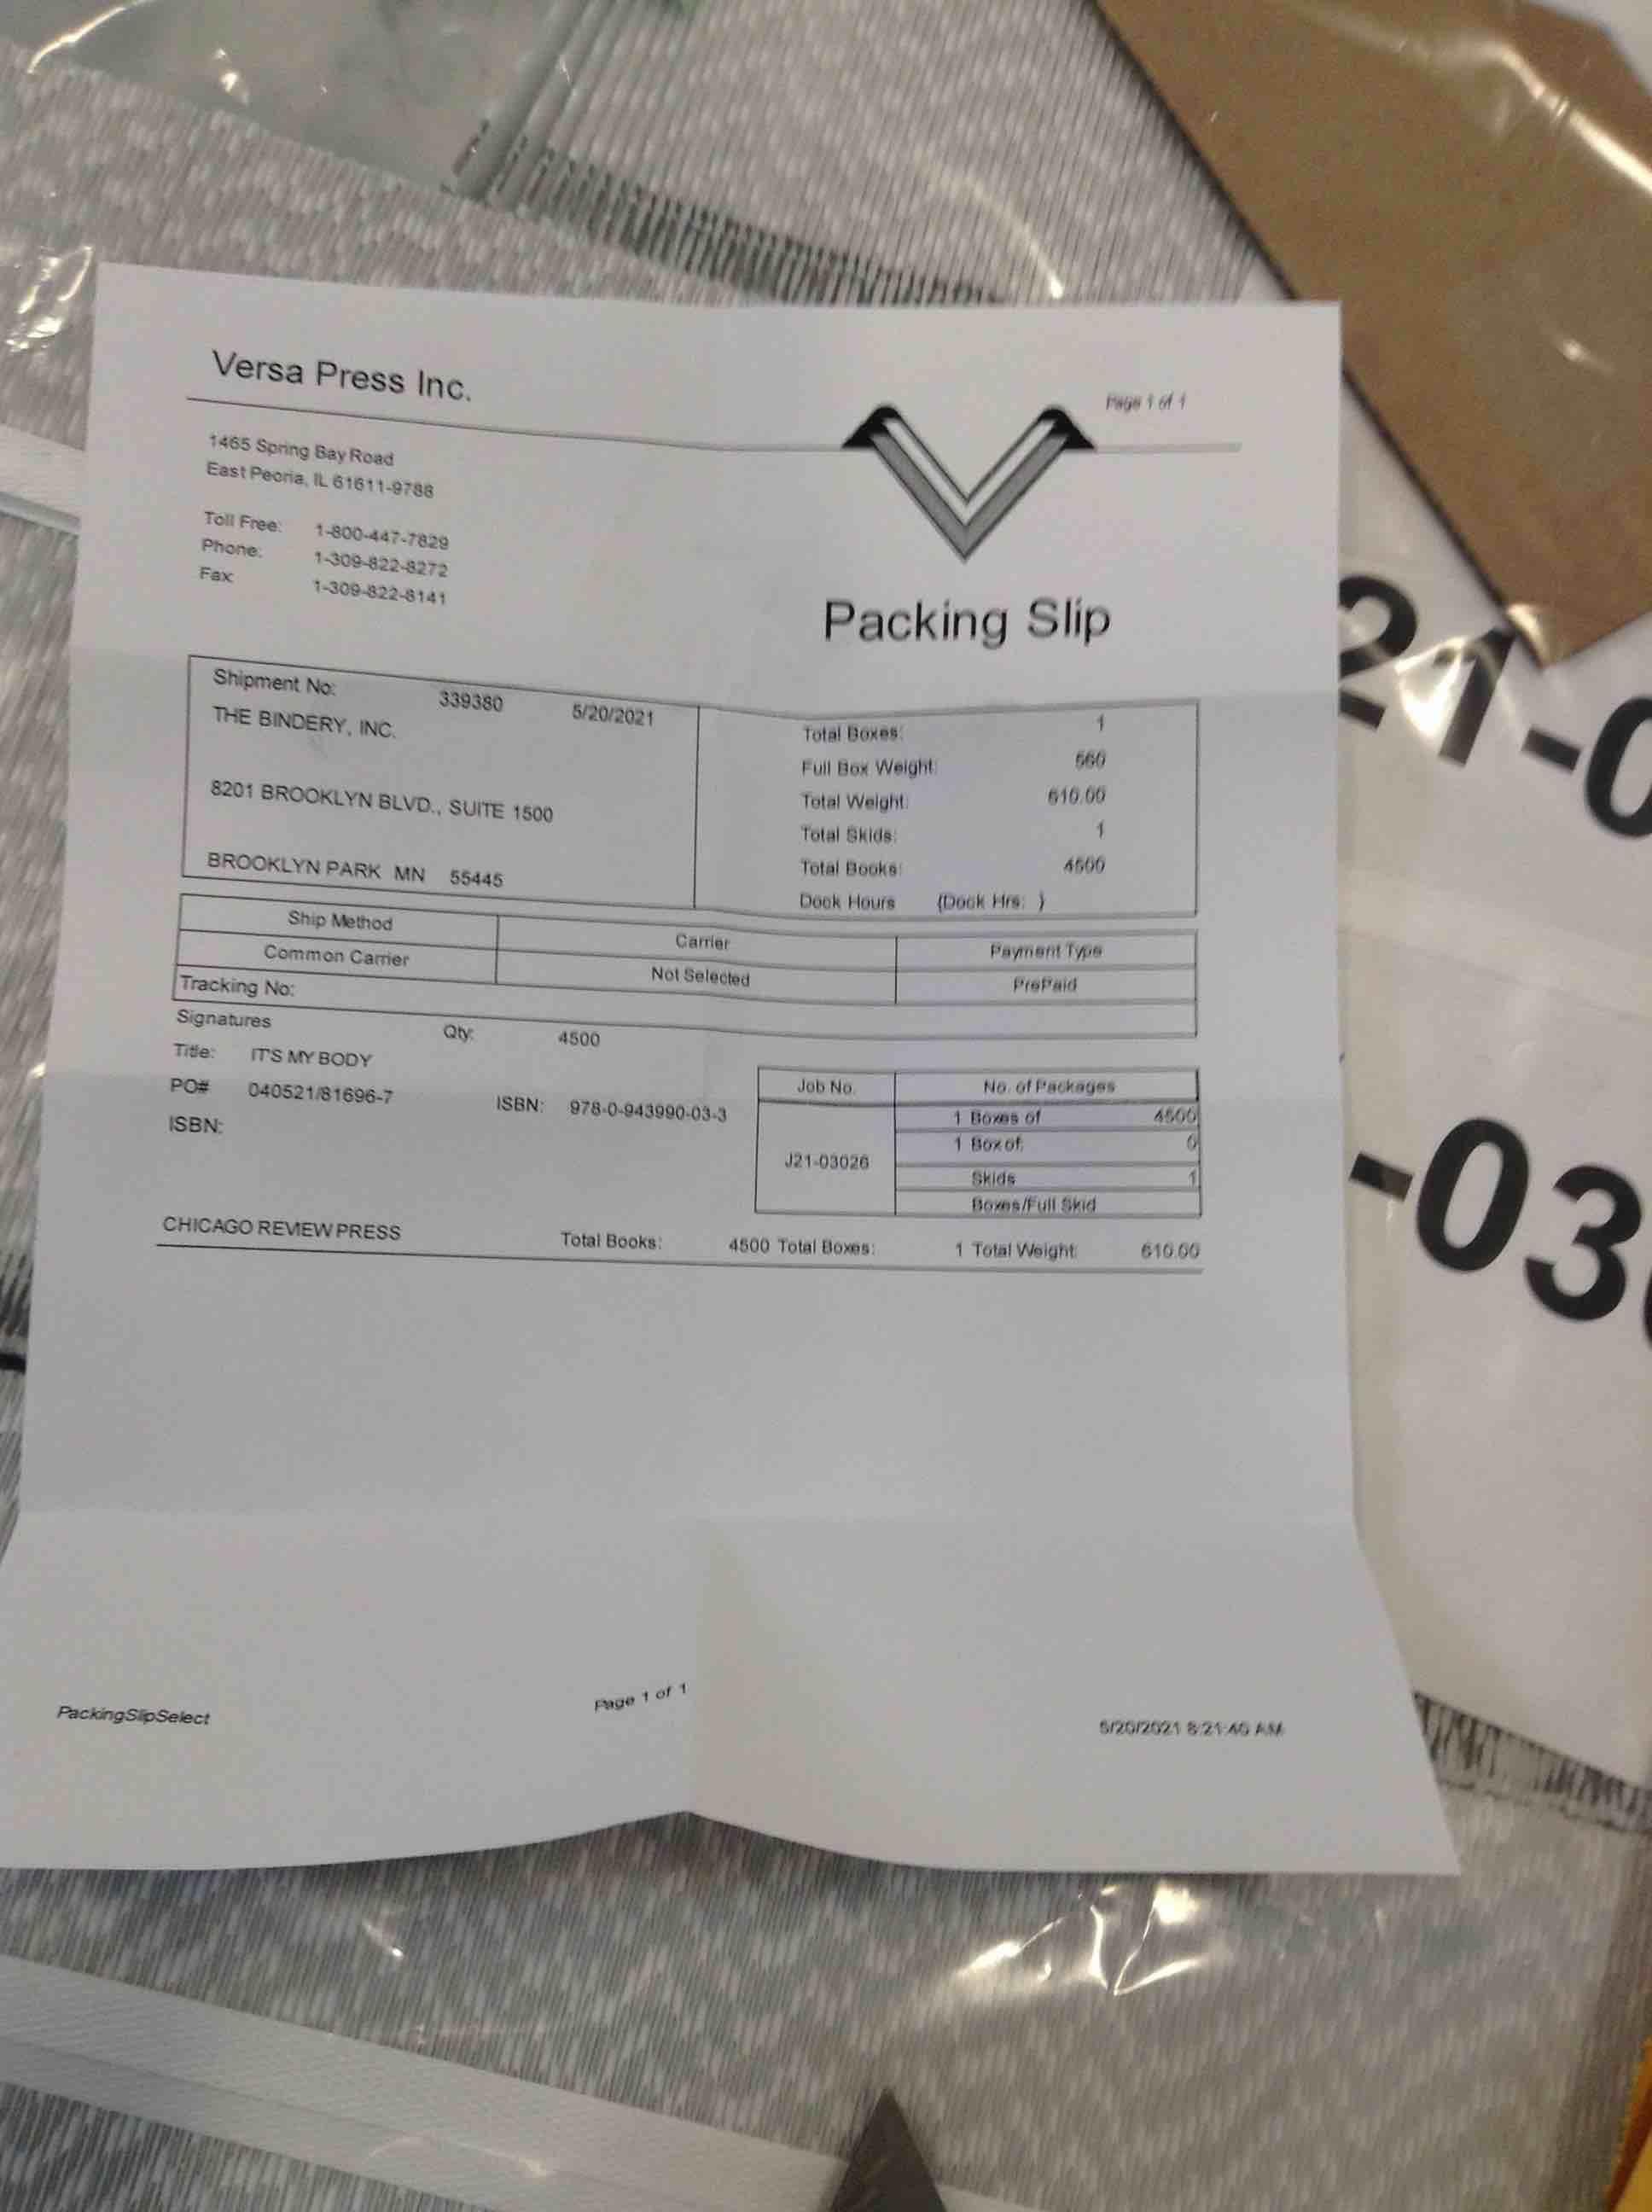 Versa Press Inc.
Page 1 of 1
1465 Spring Bay Road
East Peoria, IL 61611-9788
Toll Free: 1-800-447-7829
Phone: 1-309-822-8272
Fax: 1-309-822-8141
Packing Slip
Shipment No: 339380 5/20/2021
THE BINDERY, INC.
8201 BROOKLYN BLVD., SUITE 1500
BROOKLYN PARK MN 55445
Total Boxes: 1
Full Box Weight: 560
Total Weight: 610.00
Total Skids: 1
Total Books: 4500
Dock Hours (Dock Hrs: )
Ship Method Carrier Payment Type
Common Carrier Not Selected PrePaid
Tracking No:
Signatures Qty: 4500
Title: IT'S MY BODY
PO# 040521/81696-7 ISBN: 978-0-943990-03-3
ISBN:
Job No. No. of Packages
J21-03026
1 Boxes of 4500
1 Box of: 0
Skids 1
Boxes/Full Skid
CHICAGO REVIEW PRESS Total Books: 4500 Total Boxes: 1 Total Weight: 610.00
PackingSlipSelect Page 1 of 1 5/20/2021 8:21:40 AM
21-0
-03